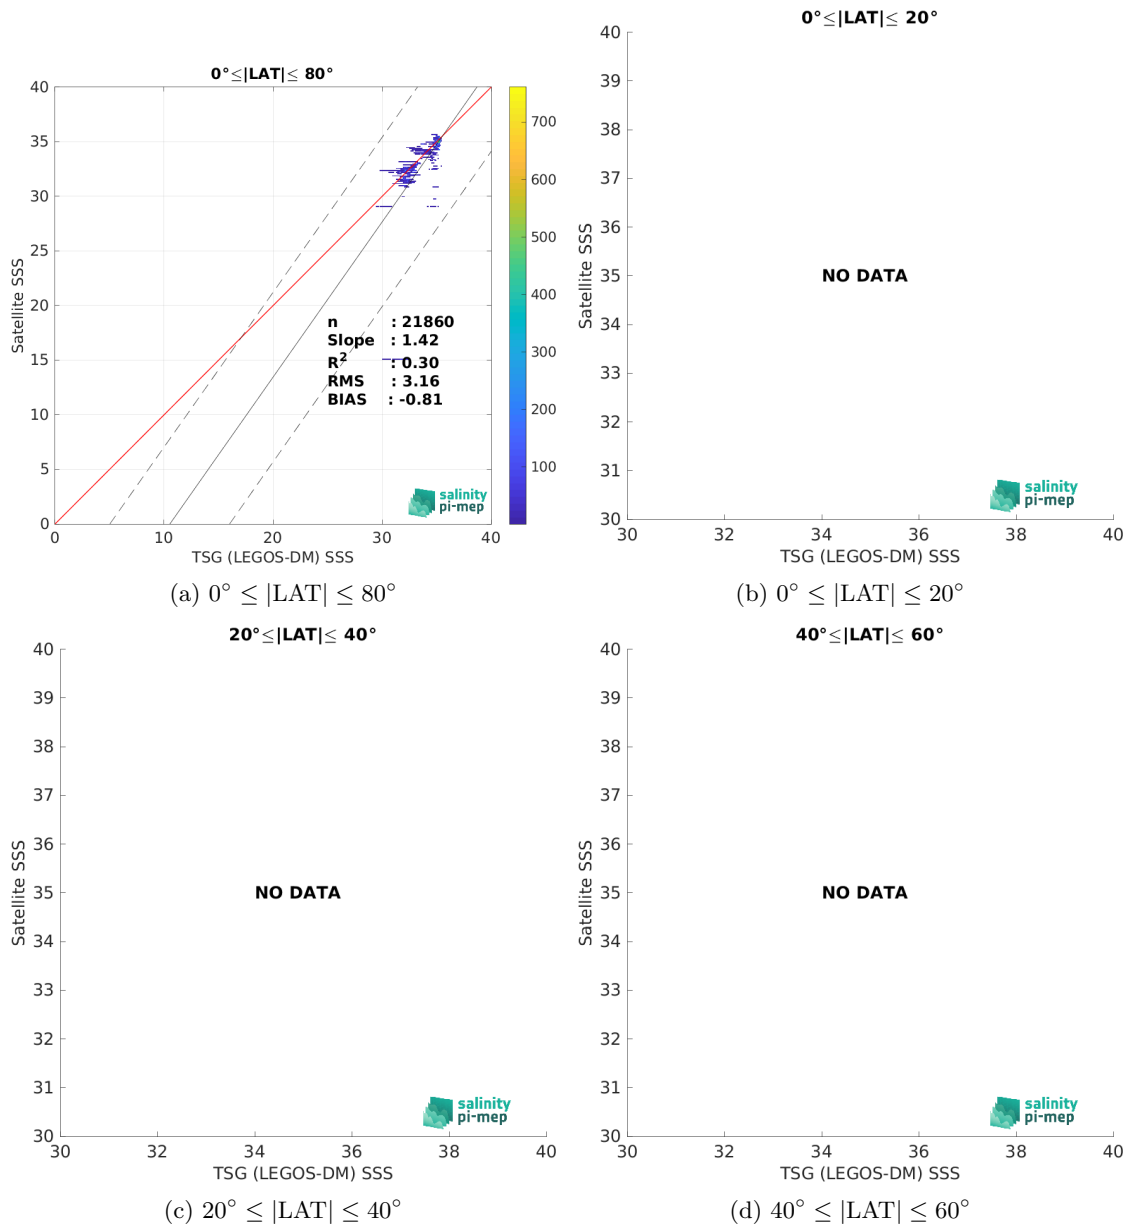 0°≤|LAT|≤ 80°
40
35
30
25
20
15
10
5
0
Satellite SSS
0
10
20
30
40
TSG (LEGOS-DM) SSS
700
600
500
400
300
200
100
n : 21860
Slope : 1.42
R² : 0.30
RMS : 3.16
BIAS : -0.81
salinity
pi-mep
(a) 0° ≤ |LAT| ≤ 80°
0°≤|LAT|≤ 20°
40
39
38
37
36
35
34
33
32
31
30
Satellite SSS
NO DATA
salinity
pi-mep
30
32
34
36
38
40
TSG (LEGOS-DM) SSS
(b) 0° ≤ |LAT| ≤ 20°
20°≤|LAT|≤ 40°
40
39
38
37
36
35
34
33
32
31
30
Satellite SSS
NO DATA
salinity
pi-mep
30
32
34
36
38
40
TSG (LEGOS-DM) SSS
(c) 20° ≤ |LAT| ≤ 40°
40°≤|LAT|≤ 60°
40
39
38
37
36
35
34
33
32
31
30
Satellite SSS
NO DATA
salinity
pi-mep
30
32
34
36
38
40
TSG (LEGOS-DM) SSS
(d) 40° ≤ |LAT| ≤ 60°